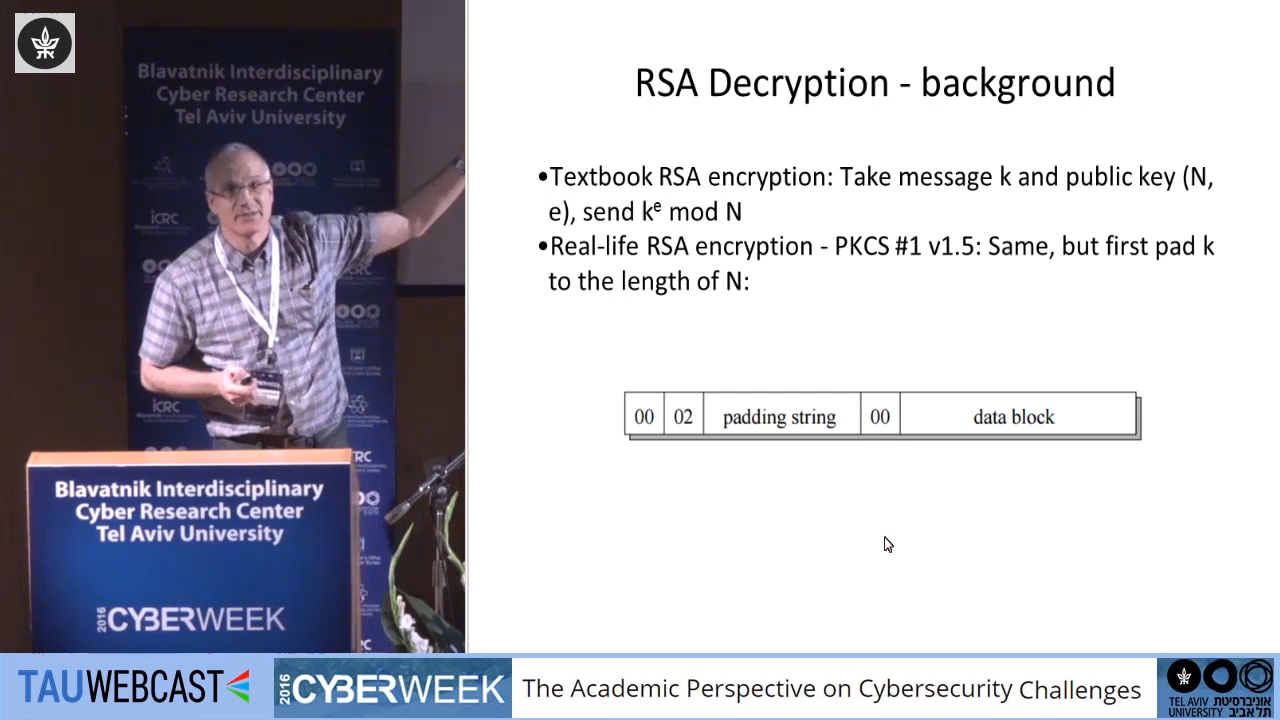 Blavatnik Interdisciplinary
Cyber Research Center
Tel Aviv University
iCRC
RSA Decryption - background
•Textbook RSA encryption: Take message k and public key (N,
e), send kᵉ mod N
•Real-life RSA encryption - PKCS #1 v1.5: Same, but first pad k
to the length of N:
00 02 padding string 00 data block
Blavatnik Interdisciplinary
Cyber Research Center
Tel Aviv University
2016 CYBERWEEK
TAUWEBCAST
2016 CYBERWEEK
The Academic Perspective on Cybersecurity Challenges
TEL AVIV אוניברסיטת
UNIVERSITY תל אביב